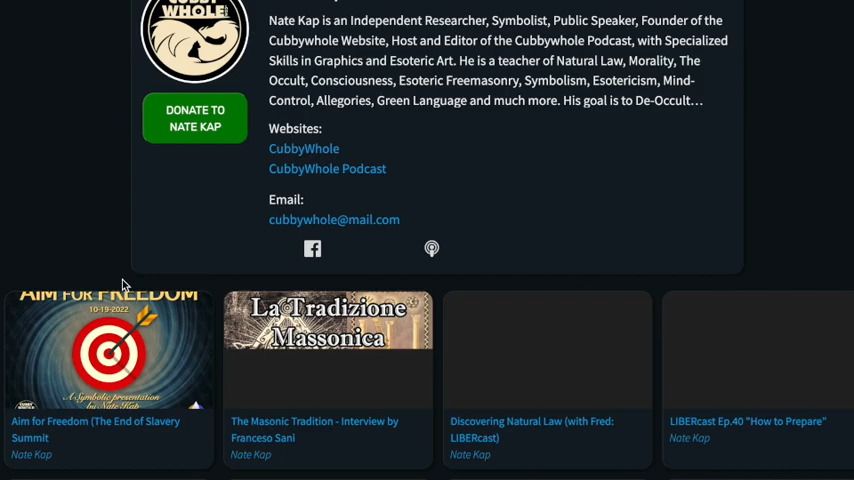 CUBBY
WHOLE
Nate Kap is an Independent Researcher, Symbolist, Public Speaker, Founder of the
Cubbywhole Website, Host and Editor of the Cubbywhole Podcast, with Specialized
Skills in Graphics and Esoteric Art. He is a teacher of Natural Law, Morality, The
Occult, Consciousness, Esoteric Freemasonry, Symbolism, Esotericism, Mind-
Control, Allegories, Green Language and much more. His goal is to De-Occult...
DONATE TO
NATE KAP
Websites:
CubbyWhole
CubbyWhole Podcast
Email:
cubbywhole@mail.com
AIM FOR FREEDOM
10-19-2022
A Symbolic presentation
by Nate Kap
La Tradizione
Massonica
Aim for Freedom (The End of Slavery
Summit
Nate Kap
The Masonic Tradition - Interview by
Franceso Sani
Nate Kap
Discovering Natural Law (with Fred:
LIBERcast)
Nate Kap
LIBERcast Ep.40 "How to Prepare"
Nate Kap